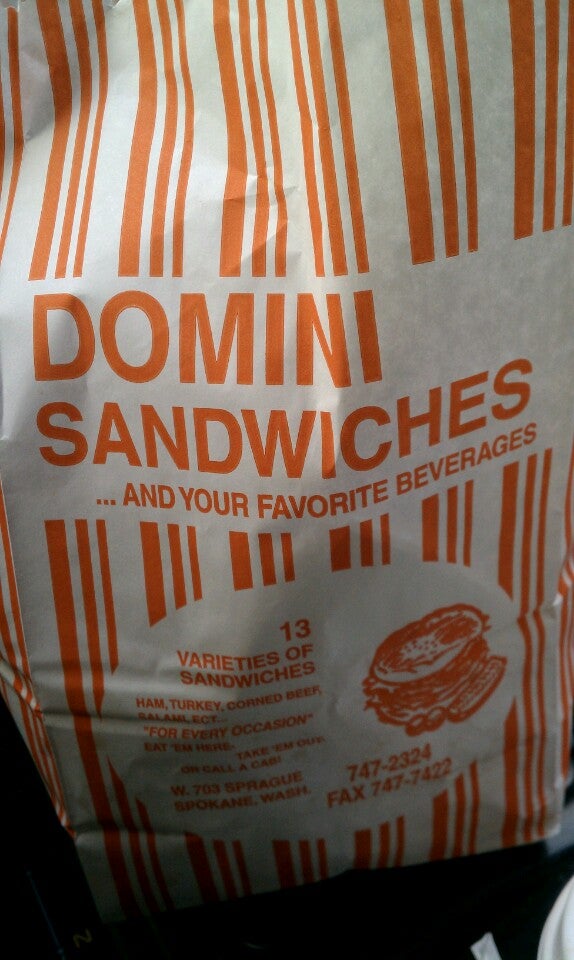 DOMINI
SANDWICHES
... AND YOUR FAVORITE BEVERAGES
13
VARIETIES OF
SANDWICHES
HAM, TURKEY, CORNED BEEF,
SALAMI, ECT...
"FOR EVERY OCCASION"
EAT 'EM HERE,
TAKE 'EM OUT,
OR CALL A CAB!
W. 703 SPRAGUE
SPOKANE, WASH.
747-2324
FAX 747-7422